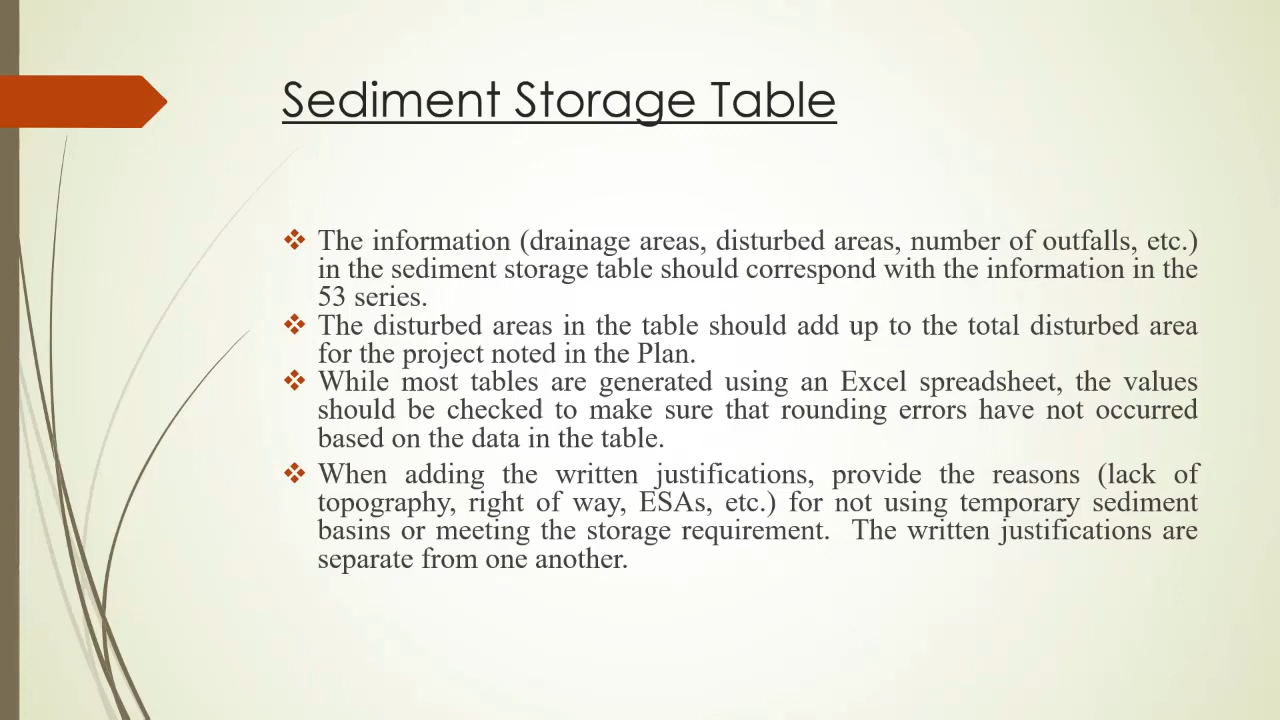 Sediment Storage Table
The information (drainage areas, disturbed areas, number of outfalls, etc.)
in the sediment storage table should correspond with the information in the
53 series.
The disturbed areas in the table should add up to the total disturbed area
for the project noted in the Plan.
While most tables are generated using an Excel spreadsheet, the values
should be checked to make sure that rounding errors have not occurred
based on the data in the table.
When adding the written justifications, provide the reasons (lack of
topography, right of way, ESAs, etc.) for not using temporary sediment
basins or meeting the storage requirement.  The written justifications are
separate from one another.